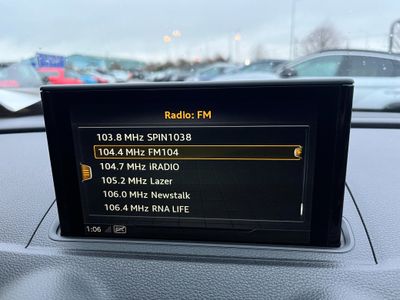 Radio: FM
103.8 MHz SPIN1038
104.4 MHz FM104
104.7 MHz iRADIO
105.2 MHz Lazer
106.0 MHz Newstalk
106.4 MHz RNA LIFE
1:06